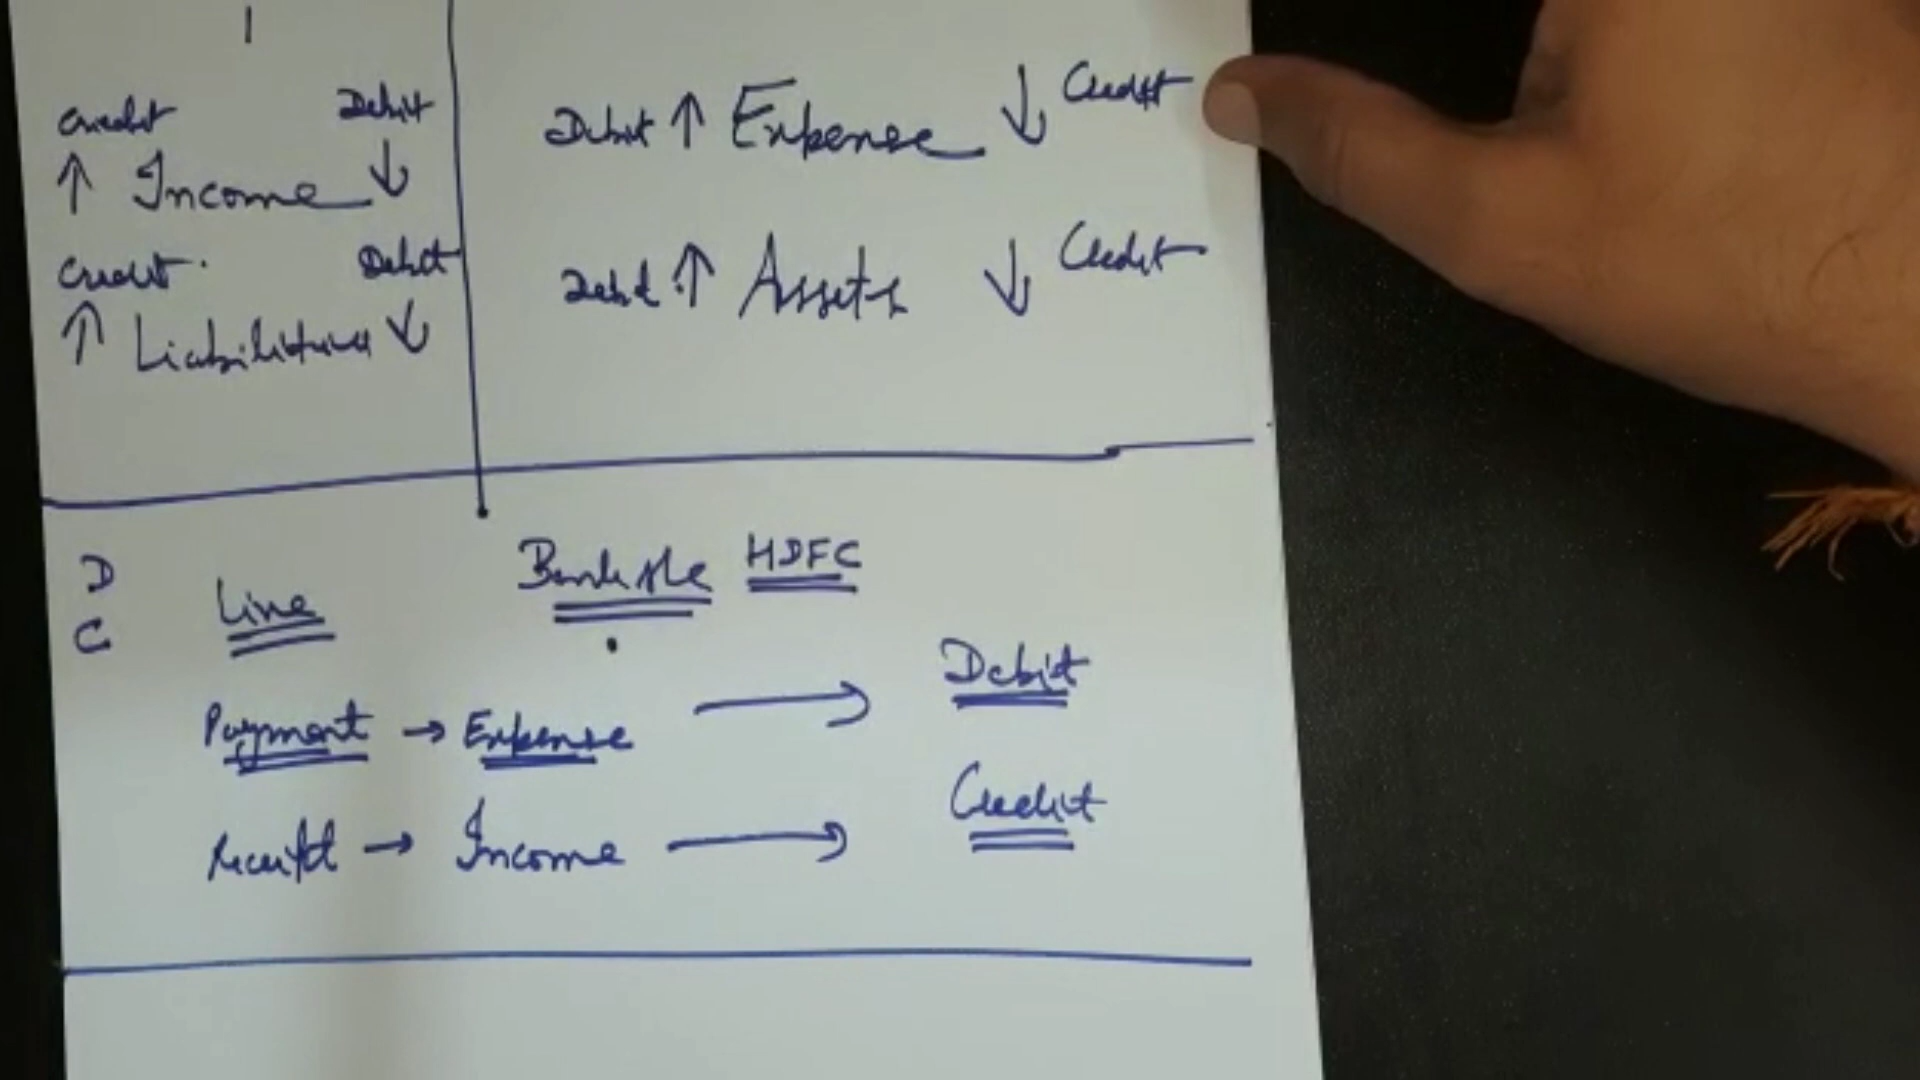 Credit Debit
↑ Income ↓
Credit Debit
↑ Liabilities ↓
Debit ↑ Expense ↓ Credit
Debit ↑ Assets ↓ Credit
D
C
Line
HDFC
Payment → Expense → Debit
Receipt → Income → Credit